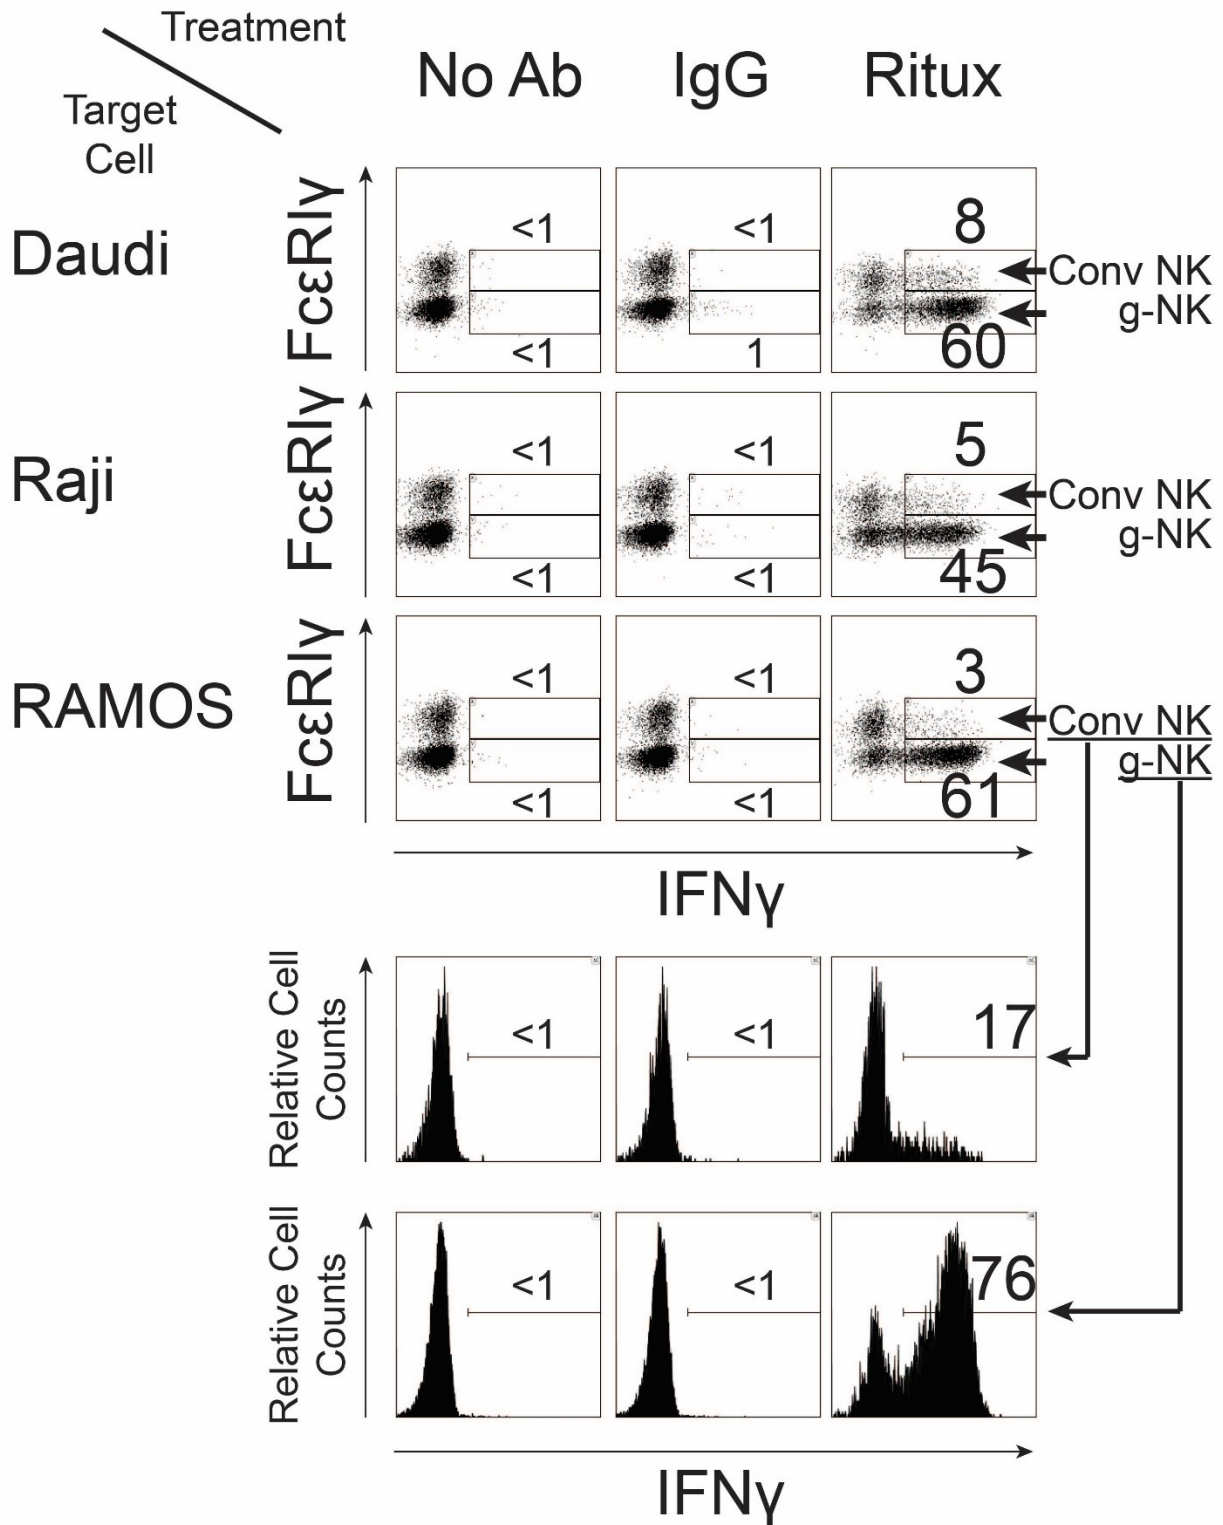 Treatment
Target
Cell
No Ab
IgG
Ritux
Daudi
FcεRIγ
<1
<1
8
Conv NK
g-NK
<1
1
60
Raji
FcεRIγ
<1
<1
5
Conv NK
g-NK
<1
<1
45
RAMOS
FcεRIγ
<1
<1
3
Conv NK
g-NK
<1
<1
61
IFNγ
Relative Cell
Counts
<1
<1
17
Relative Cell
Counts
<1
<1
76
IFNγ